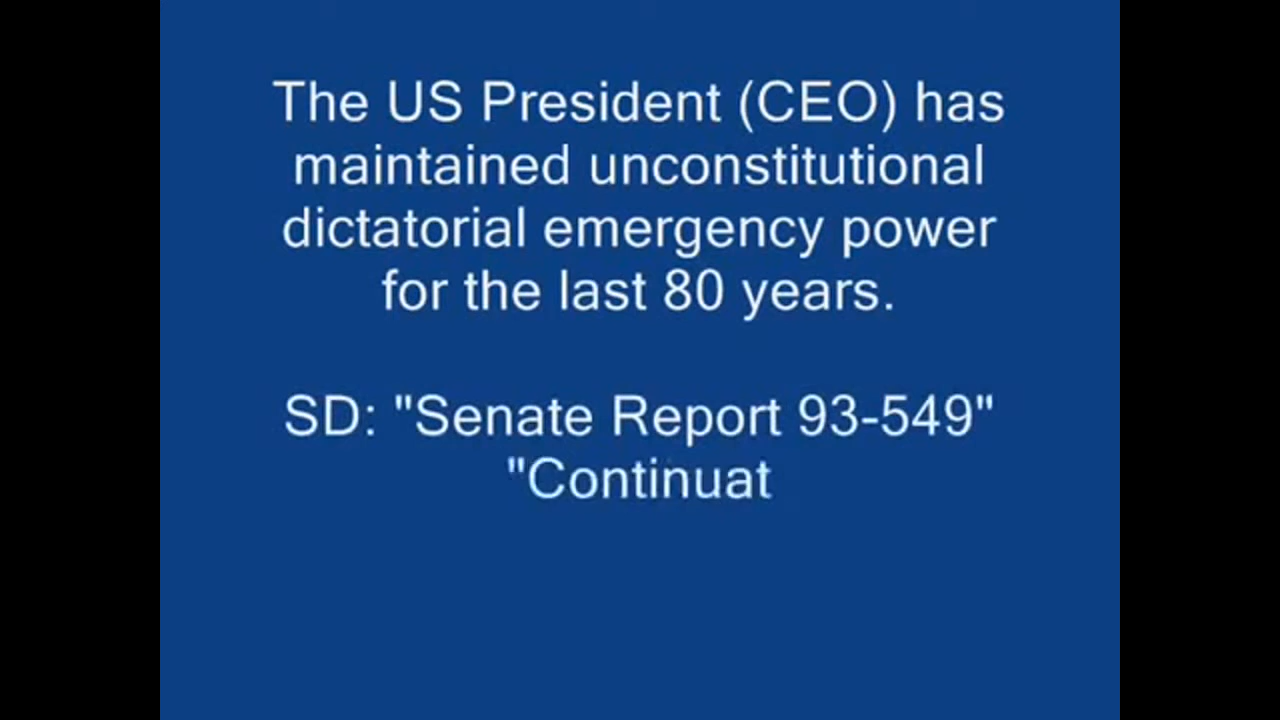 The US President (CEO) has
maintained unconstitutional
dictatorial emergency power
for the last 80 years.
SD: "Senate Report 93-549"
"Continuat